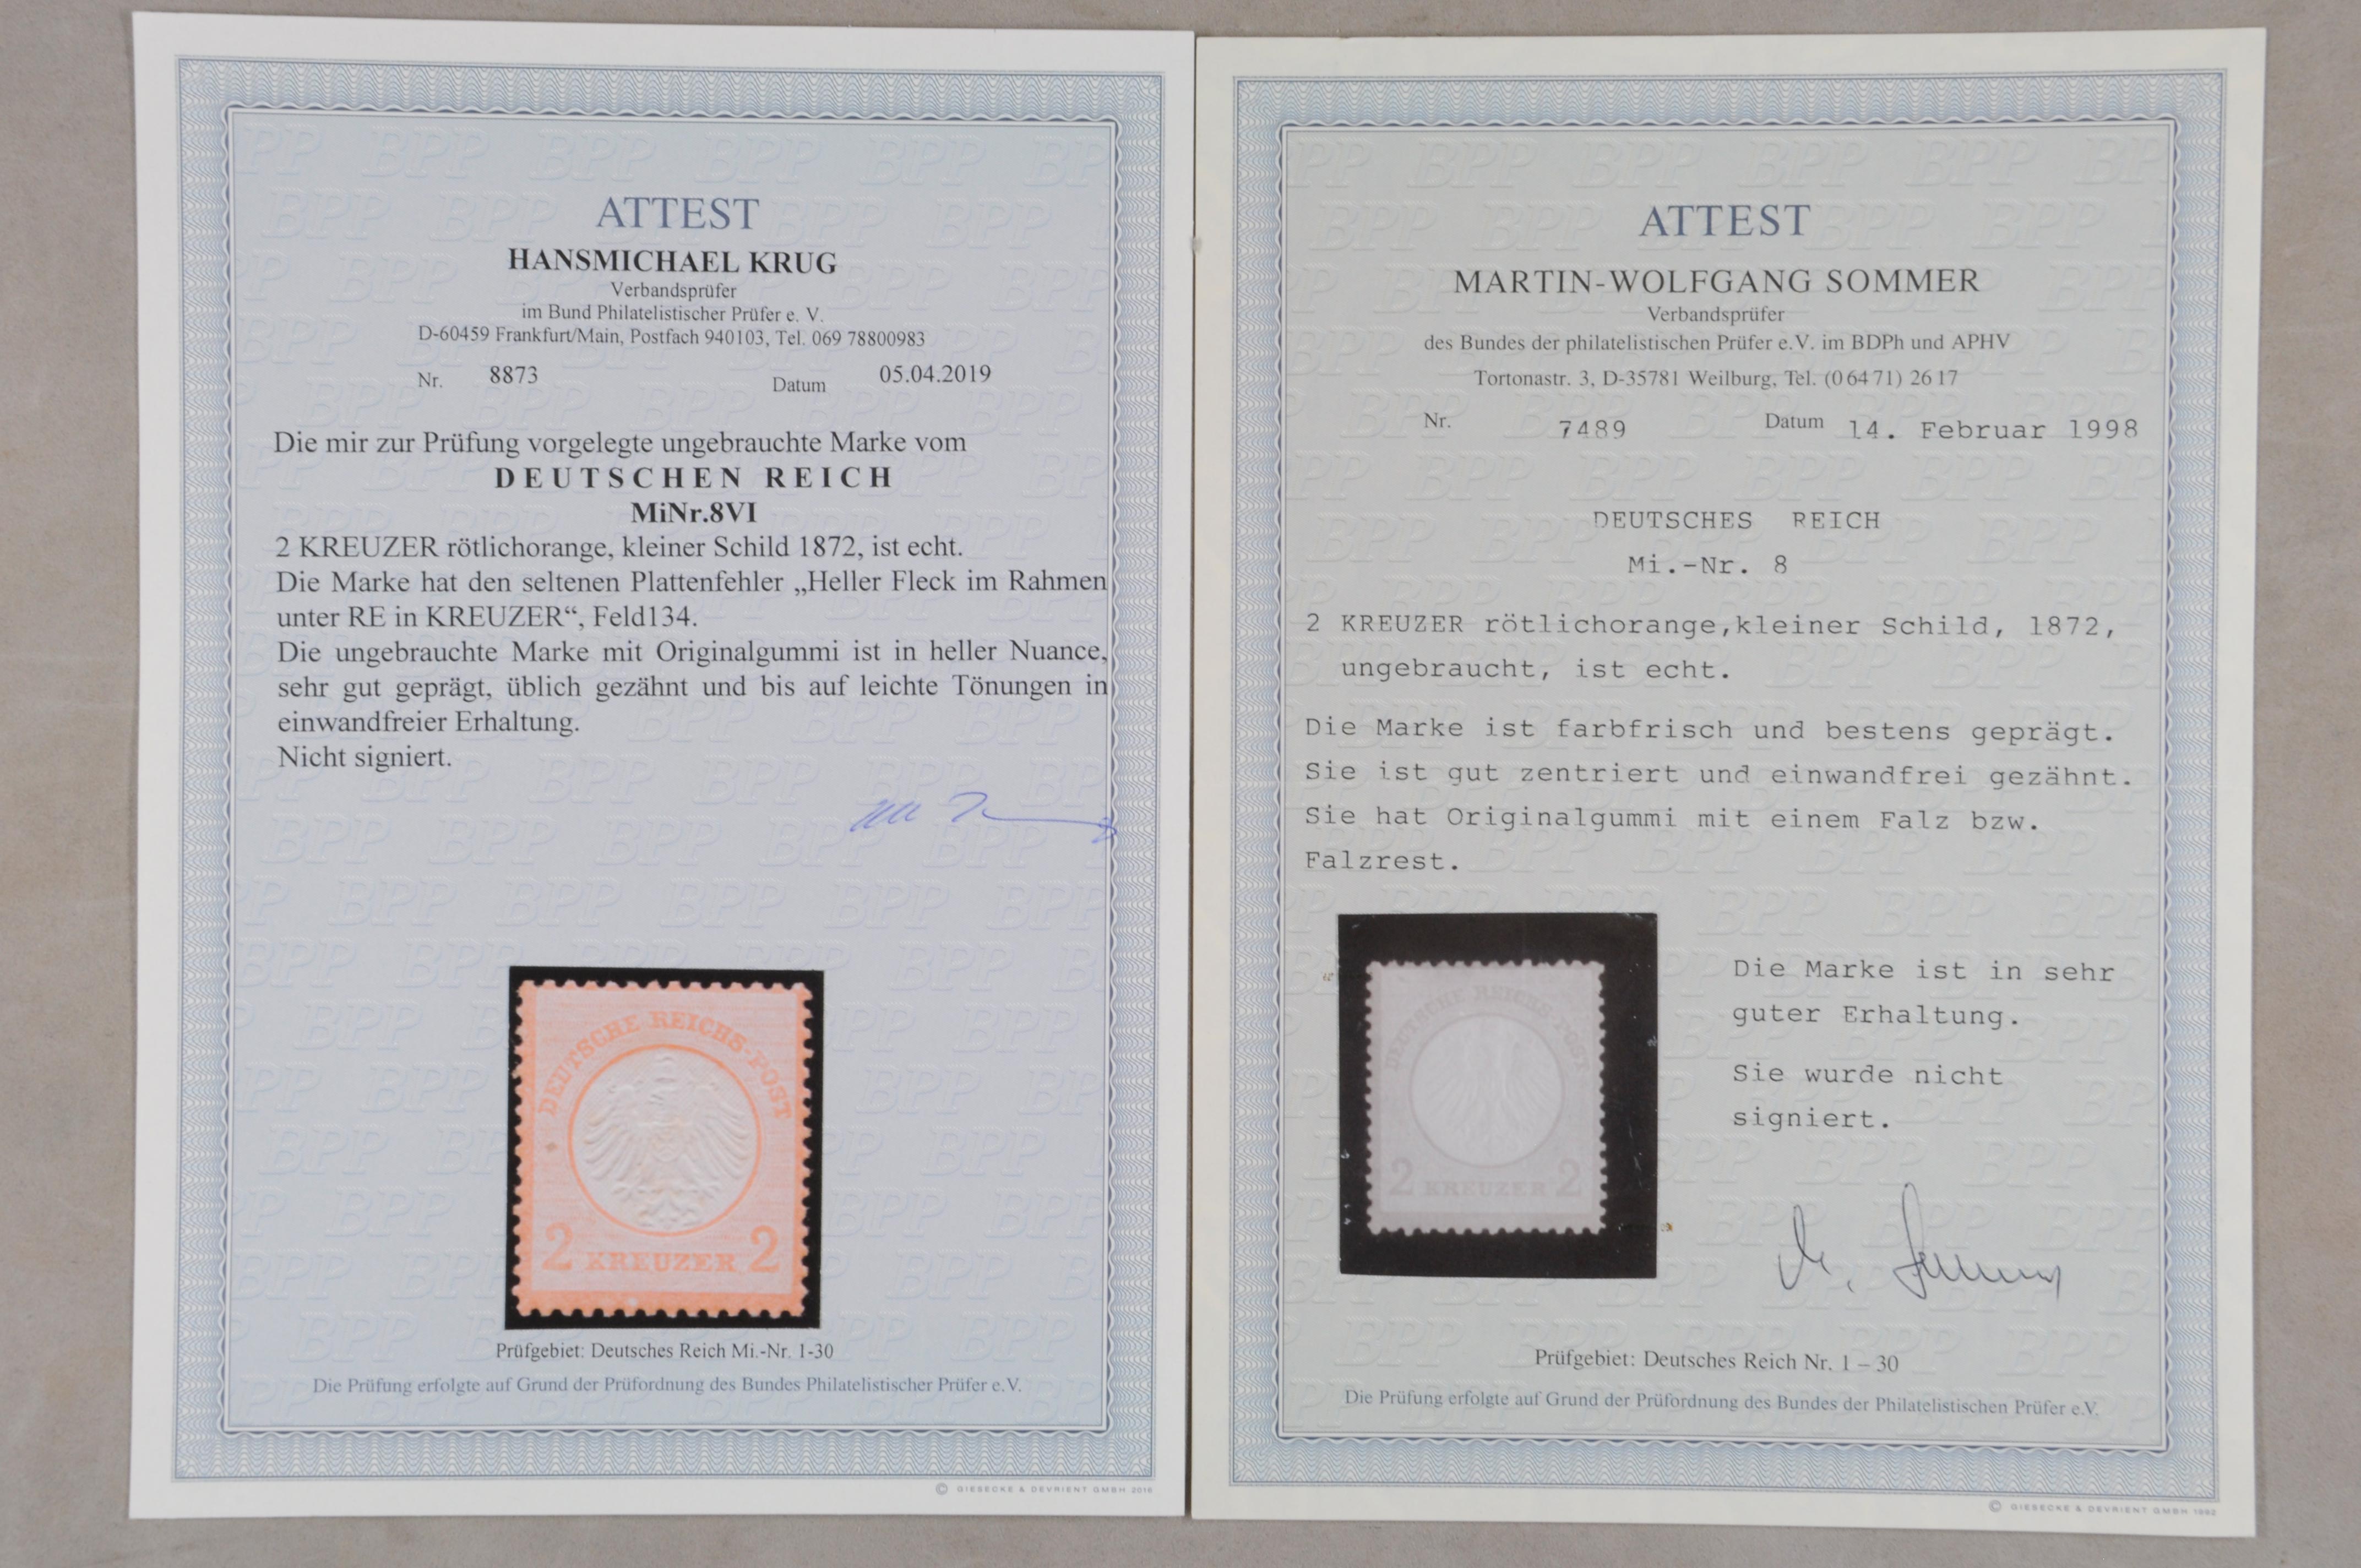 ATTEST
HANSMICHAEL KRUG
Verbandsprüfer
im Bund Philatelistischer Prüfer e. V.
D-60459 Frankfurt/Main, Postfach 940103, Tel. 069 78800983
Nr. 8873 Datum 05.04.2019
Die mir zur Prüfung vorgelegte ungebrauchte Marke vom
DEUTSCHEN REICH
MiNr.8VI
2 KREUZER rötlichorange, kleiner Schild 1872, ist echt.
Die Marke hat den seltenen Plattenfehler „Heller Fleck im Rahmen
unter RE in KREUZER“, Feld134.
Die ungebrauchte Marke mit Originalgummi ist in heller Nuance,
sehr gut geprägt, üblich gezähnt und bis auf leichte Tönungen in
einwandfreier Erhaltung.
Nicht signiert.
DEUTSCHE REICHS-POST
2 KREUZER 2
Prüfgebiet: Deutsches Reich Mi.-Nr. 1-30
Die Prüfung erfolgte auf Grund der Prüfordnung des Bundes Philatelistischer Prüfer e.V.
© GIESECKE & DEVRIENT GMBH 2016
ATTEST
MARTIN-WOLFGANG SOMMER
Verbandsprüfer
des Bundes der philatelistischen Prüfer e.V. im BDPh und APHV
Tortonastr. 3, D-35781 Weilburg, Tel. (06471) 2617
Nr. 7489 Datum 14. Februar 1998
DEUTSCHES REICH
Mi.-Nr. 8
2 KREUZER rötlichorange,kleiner Schild, 1872,
ungebraucht, ist echt.
Die Marke ist farbfrisch und bestens geprägt.
Sie ist gut zentriert und einwandfrei gezähnt.
Sie hat Originalgummi mit einem Falz bzw.
Falzrest.
DEUTSCHE REICHS-POST
2 KREUZER 2
Die Marke ist in sehr
guter Erhaltung.
Sie wurde nicht
signiert.
Prüfgebiet: Deutsches Reich Nr. 1 – 30
Die Prüfung erfolgte auf Grund der Prüfordnung des Bundes der Philatelistischen Prüfer e.V.
© GIESECKE & DEVRIENT GMBH 1992